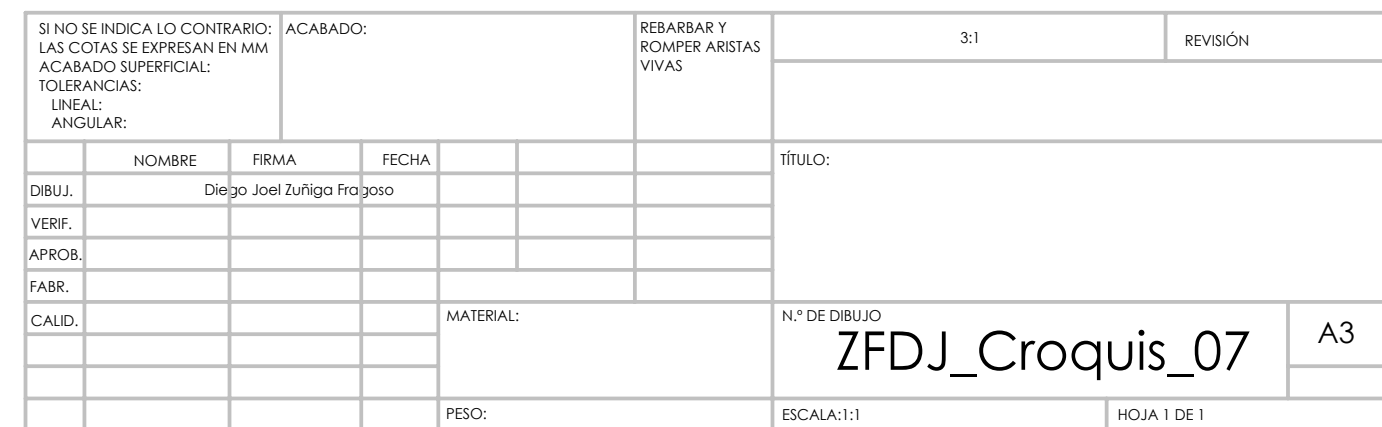 SI NO SE INDICA LO CONTRARIO:
LAS COTAS SE EXPRESAN EN MM
ACABADO SUPERFICIAL:
TOLERANCIAS:
LINEAL:
ANGULAR:
ACABADO:
REBARBAR Y
ROMPER ARISTAS
VIVAS
3:1
REVISIÓN
NOMBRE
FIRMA
FECHA
DIBUJ.
Diego Joel Zuñiga Fragoso
VERIF.
APROB.
FABR.
CALID.
TÍTULO:
MATERIAL:
N.º DE DIBUJO
ZFDJ_Croquis_07
A3
PESO:
ESCALA:1:1
HOJA 1 DE 1